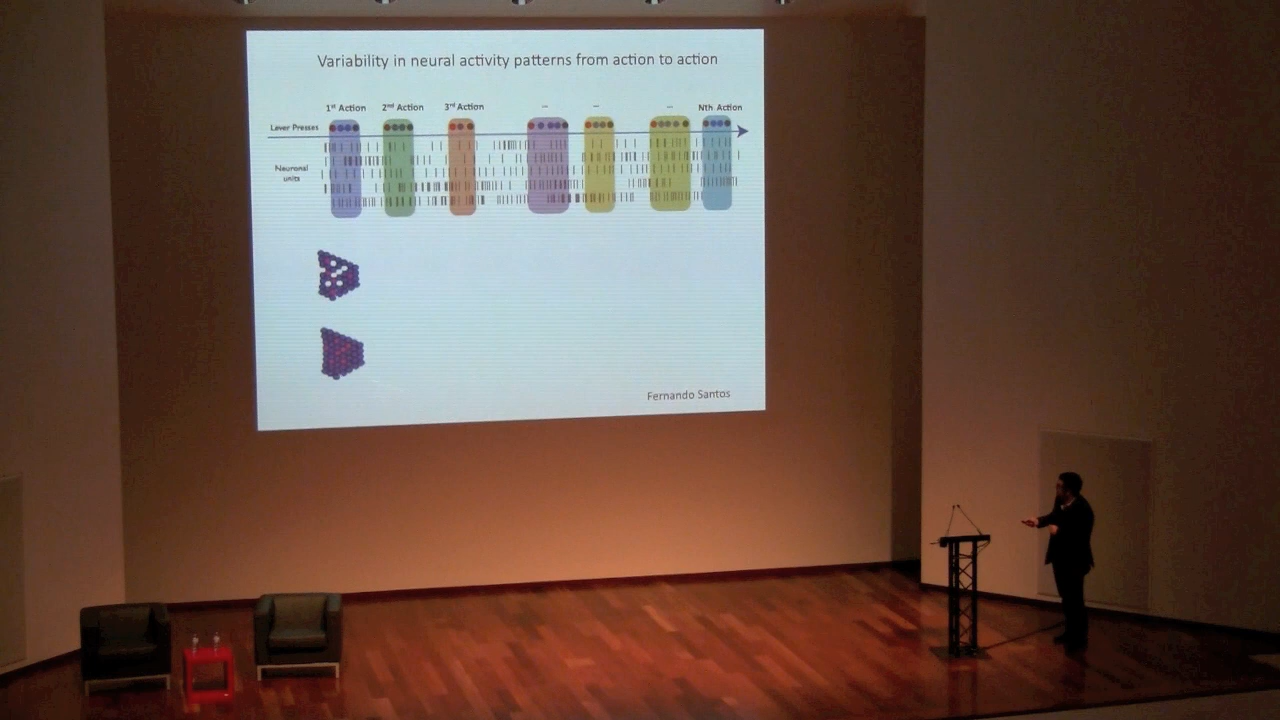 Variability in neural activity patterns from action to action
1st Action 2nd Action 3rd Action – – – Nth Action
Lever Presses
Neuronal
units
Fernando Santos